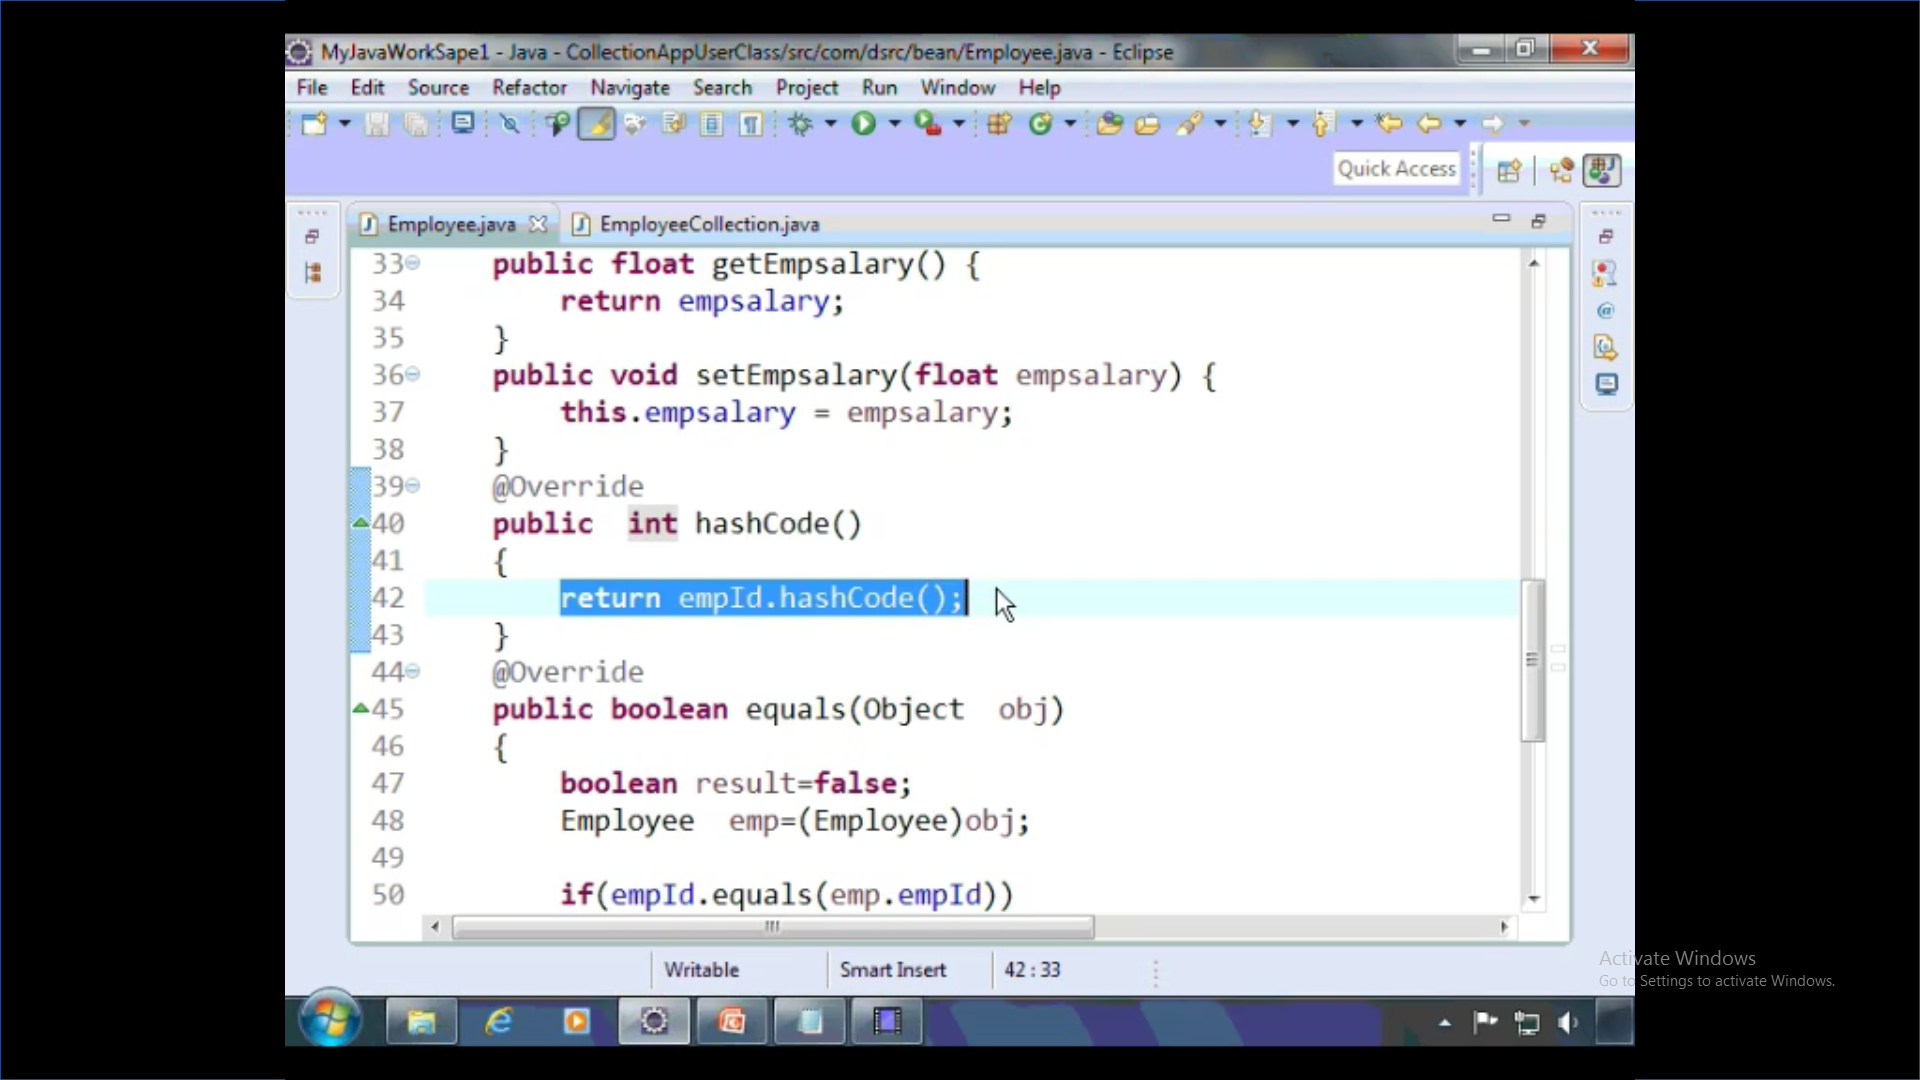 MyJavaWorkSape1 - Java - CollectionAppUserClass/src/com/dsrc/bean/Employee.java - Eclipse
File Edit Source Refactor Navigate Search Project Run Window Help
Quick Access
Employee.java EmployeeCollection.java
33 public float getEmpsalary() {
34 return empsalary;
35 }
36 public void setEmpsalary(float empsalary) {
37 this.empsalary = empsalary;
38 }
39 @Override
40 public int hashCode()
41 {
42 return empId.hashCode();
43 }
44 @Override
45 public boolean equals(Object obj)
46 {
47 boolean result=false;
48 Employee emp=(Employee)obj;
49
50 if(empId.equals(emp.empId))
Writable Smart Insert 42 : 33
Activate Windows
Go to Settings to activate Windows.